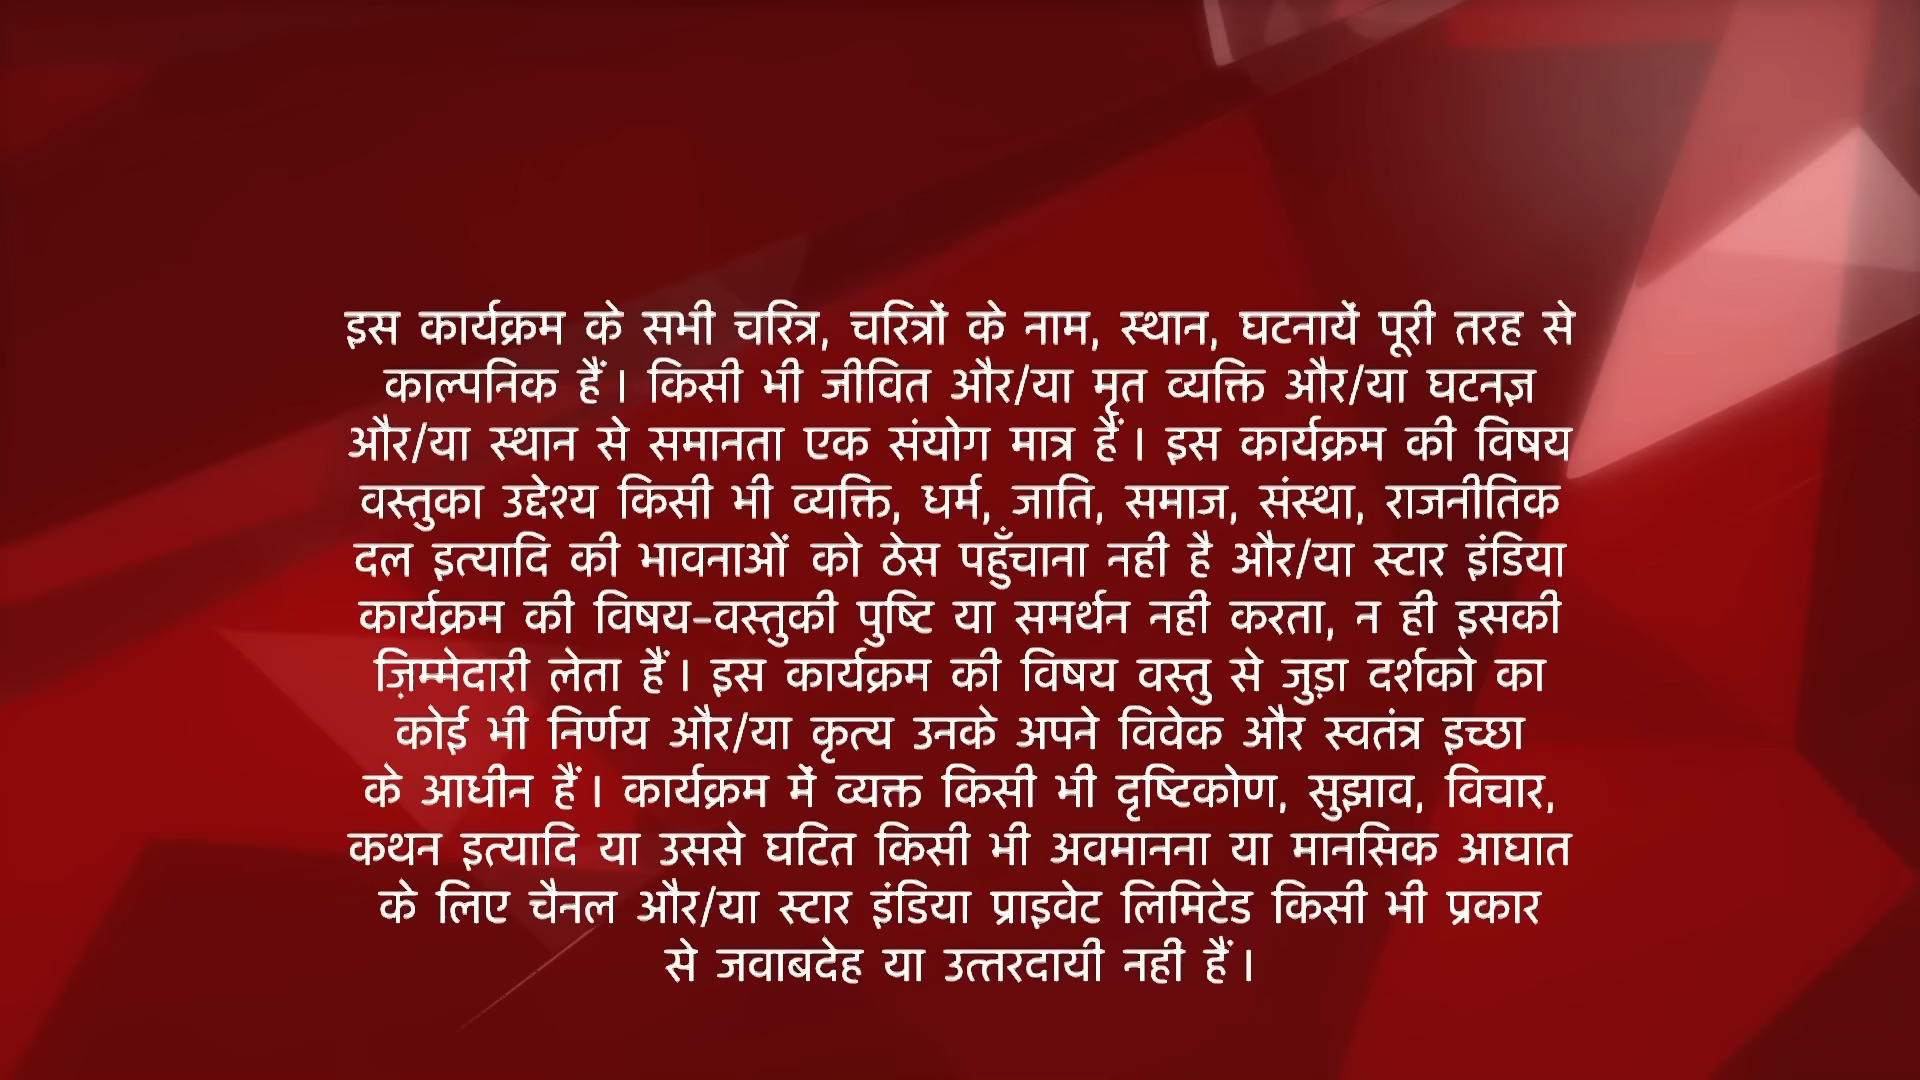 इस कार्यक्रम के सभी चरित्र, चरित्रों के नाम, स्थान, घटनायें पूरी तरह से
काल्पनिक हैं। किसी भी जीवित और/या मृत व्यक्ति और/या घटनज्ञ
और/या स्थान से समानता एक संयोग मात्र हैं। इस कार्यक्रम की विषय
वस्तुका उद्देश्य किसी भी व्यक्ति, धर्म, जाति, समाज, संस्था, राजनीतिक
दल इत्यादि की भावनाओं को ठेस पहुँचाना नही है और/या स्टार इंडिया
कार्यक्रम की विषय-वस्तुकी पुष्टि या समर्थन नही करता, न ही इसकी
ज़िम्मेदारी लेता हैं। इस कार्यक्रम की विषय वस्तु से जुड़ा दर्शको का
कोई भी निर्णय और/या कृत्य उनके अपने विवेक और स्वतंत्र इच्छा
के आधीन हैं। कार्यक्रम में व्यक्त किसी भी दृष्टिकोण, सुझाव, विचार,
कथन इत्यादि या उससे घटित किसी भी अवमानना या मानसिक आघात
के लिए चैनल और/या स्टार इंडिया प्राइवेट लिमिटेड किसी भी प्रकार
से जवाबदेह या उत्तरदायी नही हैं।